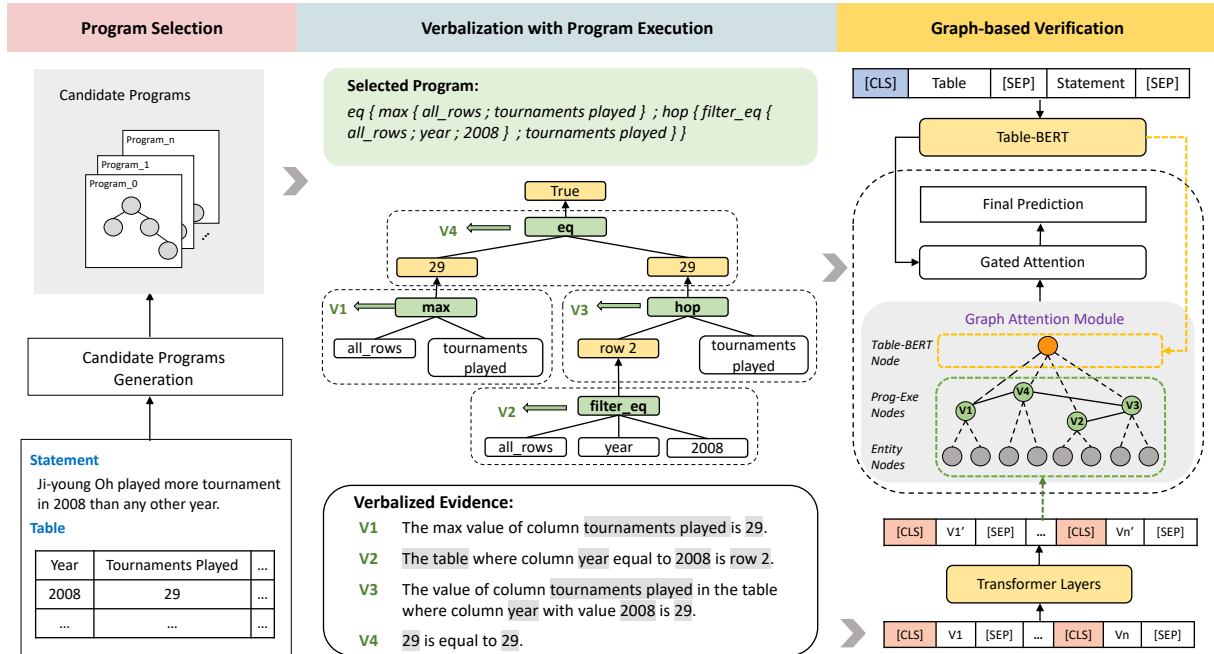 Program Selection
Candidate Programs
Program_n
Program_1
Program_0
Candidate Programs
Generation
Statement
Ji-young Oh played more tournament
in 2008 than any other year.
Table
Year Tournaments Played ...
2008 29 ...
... ... ...
Verbalization with Program Execution
Selected Program:
eq { max { all_rows ; tournaments played } ; hop { filter_eq {
all_rows ; year ; 2008 } ; tournaments played } }
True
V4 eq
29 29
V1 max V3 hop
all_rows tournaments
played
row 2 tournaments
played
V2 filter_eq
all_rows year 2008
Verbalized Evidence:
V1 The max value of column tournaments played is 29.
V2 The table where column year equal to 2008 is row 2.
V3 The value of column tournaments played in the table
where column year with value 2008 is 29.
V4 29 is equal to 29.
Graph-based Verification
[CLS] Table [SEP] Statement [SEP]
Table-BERT
Final Prediction
Gated Attention
Graph Attention Module
Table-BERT
Node
Prog-Exe
Nodes
V1 V4 V2 V3
Entity
Nodes
[CLS] V1' [SEP] ... [CLS] Vn' [SEP]
Transformer Layers
[CLS] V1 [SEP] ... [CLS] Vn [SEP]